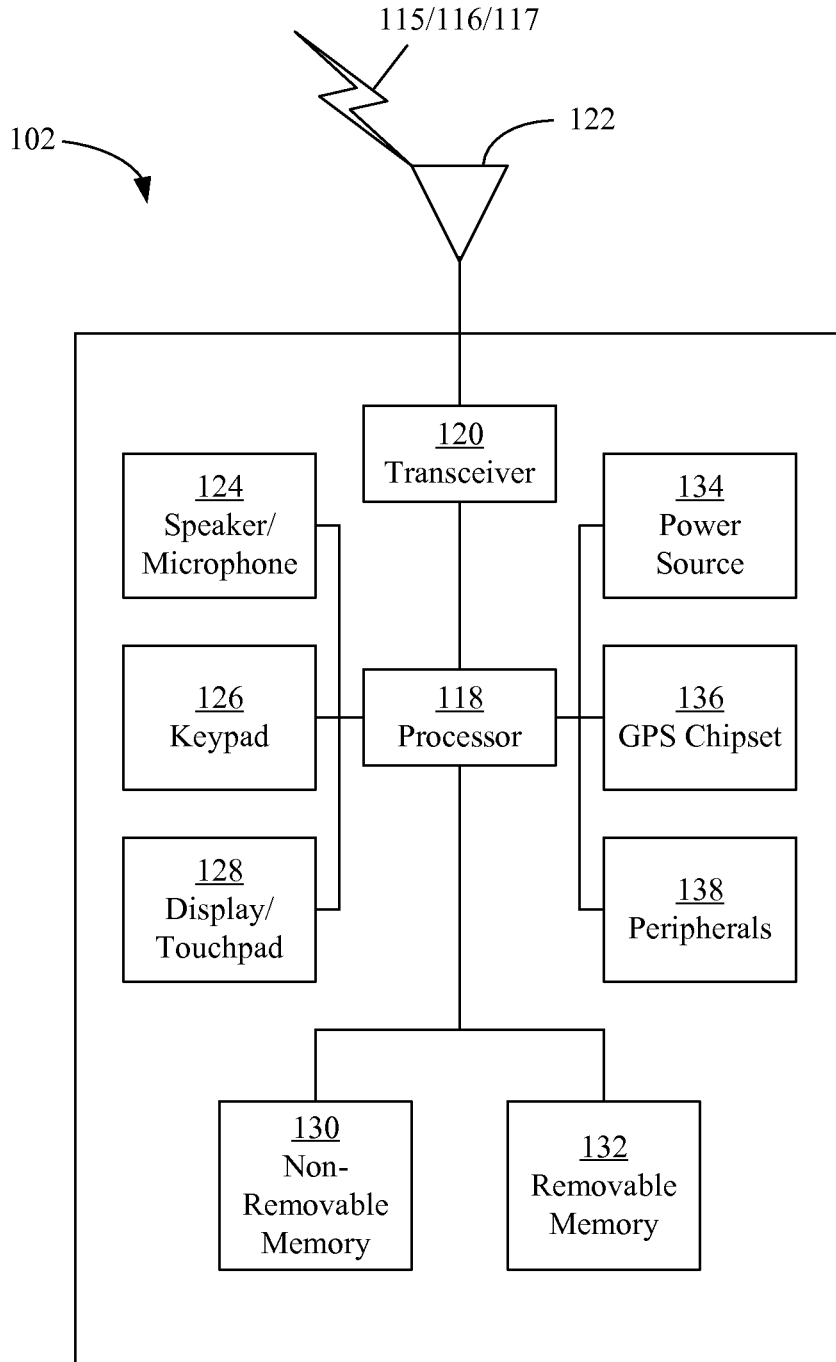 115/116/117
122
102
120
Transceiver
124
Speaker/
Microphone
134
Power
Source
126
Keypad
118
Processor
136
GPS Chipset
128
Display/
Touchpad
138
Peripherals
130
Non-
Removable
Memory
132
Removable
Memory